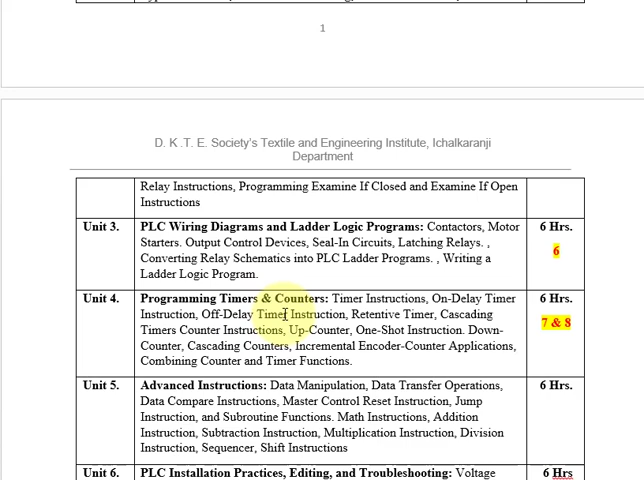 1
D. K .T. E. Society's Textile and Engineering Institute, Ichalkaranji
Department
Relay Instructions, Programming Examine If Closed and Examine If Open
Instructions
Unit 3. PLC Wiring Diagrams and Ladder Logic Programs: Contactors, Motor 6 Hrs.
Starters. Output Control Devices, Seal-In Circuits, Latching Relays. ,
6
Converting Relay Schematics into PLC Ladder Programs. , Writing a
Ladder Logic Program.
Unit 4. Programming Timers & Counters: Timer Instructions, On-Delay Timer 6 Hrs.
Instruction, Off-Delay Timer Instruction, Retentive Timer, Cascading
7 & 8
Timers Counter Instructions, Up-Counter, One-Shot Instruction. Down-
Counter, Cascading Counters, Incremental Encoder-Counter Applications,
Combining Counter and Timer Functions.
Unit 5. Advanced Instructions: Data Manipulation, Data Transfer Operations, 6 Hrs.
Data Compare Instructions, Master Control Reset Instruction, Jump
Instruction, and Subroutine Functions. Math Instructions, Addition
Instruction, Subtraction Instruction, Multiplication Instruction, Division
Instruction, Sequencer, Shift Instructions
Unit 6. PLC Installation Practices, Editing, and Troubleshooting: Voltage 6 Hrs